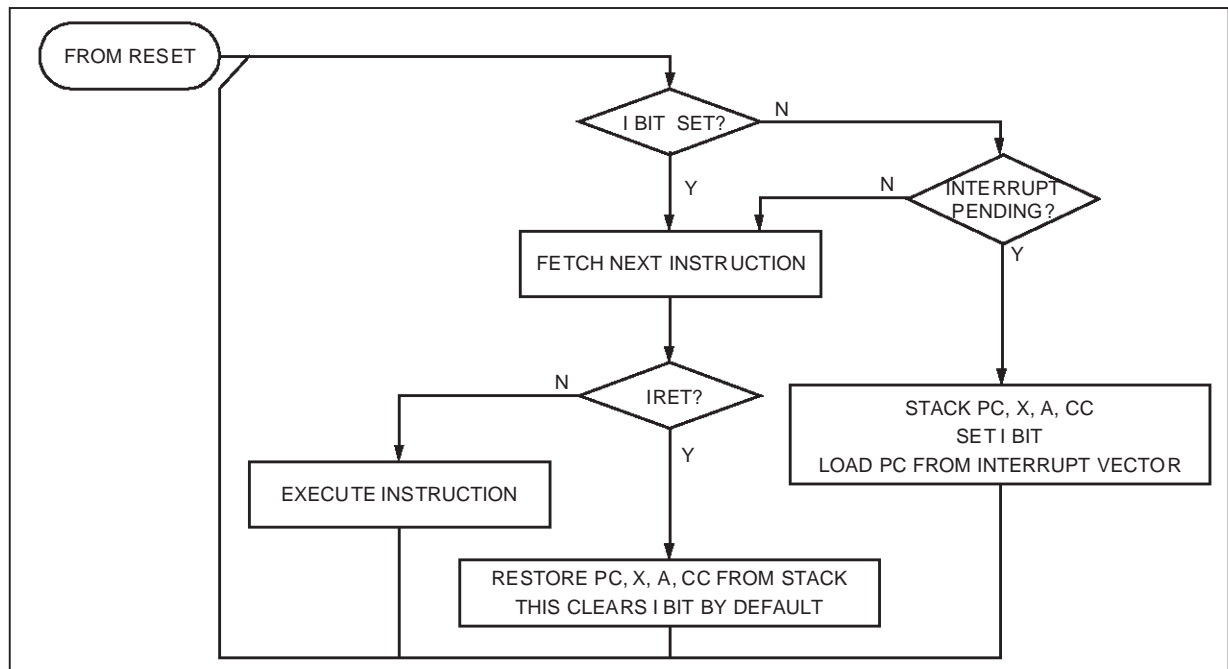 FROM RESET
I BIT SET?
N
Y
N
INTERRUPT
PENDING?
Y
FETCH NEXT INSTRUCTION
N
IRET?
Y
STACK PC, X, A, CC
SET I BIT
LOAD PC FROM INTERRUPT VECTOR
EXECUTE INSTRUCTION
RESTORE PC, X, A, CC FROM STACK
THIS CLEARS I BIT BY DEFAULT